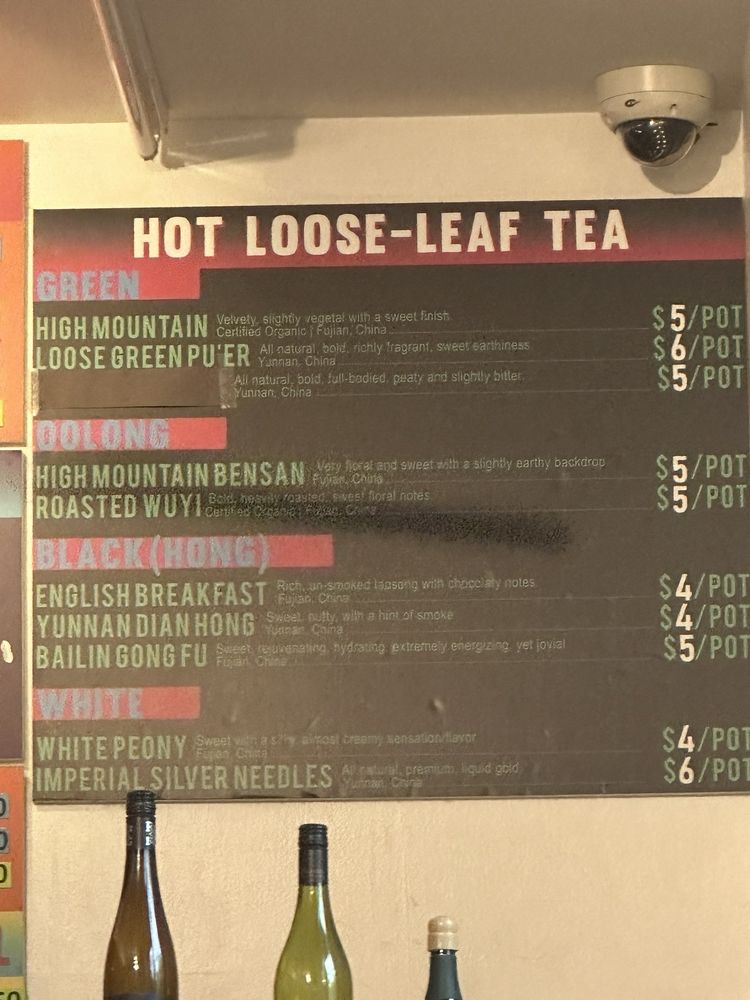 HOT LOOSE-LEAF TEA
GREEN
HIGH MOUNTAIN Velvety, slightly vegetal with a sweet finish $5/POT
Certified Organic | Fujian, China
LOOSE GREEN PU'ER All natural, bold, richly fragrant, sweet earthiness $6/POT
Yunnan, China
All natural, bold, full-bodied, peaty and slightly bitter $5/POT
Yunnan, China
OOLONG
HIGH MOUNTAIN BENSAN Very floral and sweet with a slightly earthy backdrop $5/POT
Fujian, China
ROASTED WUYI Bold, heavily roasted, sweet floral notes $5/POT
Certified Organic | Fujian, China
BLACK(HONG)
ENGLISH BREAKFAST Rich, un-smoked lapsang with chocolaty notes $4/POT
Fujian, China
YUNNAN DIAN HONG Sweet, nutty, with a hint of smoke $4/POT
Yunnan, China
BAILIN GONG FU Sweet, rejuvenating, hydrating, extremely energizing, yet jovial $5/POT
Fujian, China
WHITE
WHITE PEONY Sweet with a silky, almost creamy sensation/flavor $4/POT
Fujian, China
IMPERIAL SILVER NEEDLES All natural, premium, liquid gold $6/POT
Yunnan, China